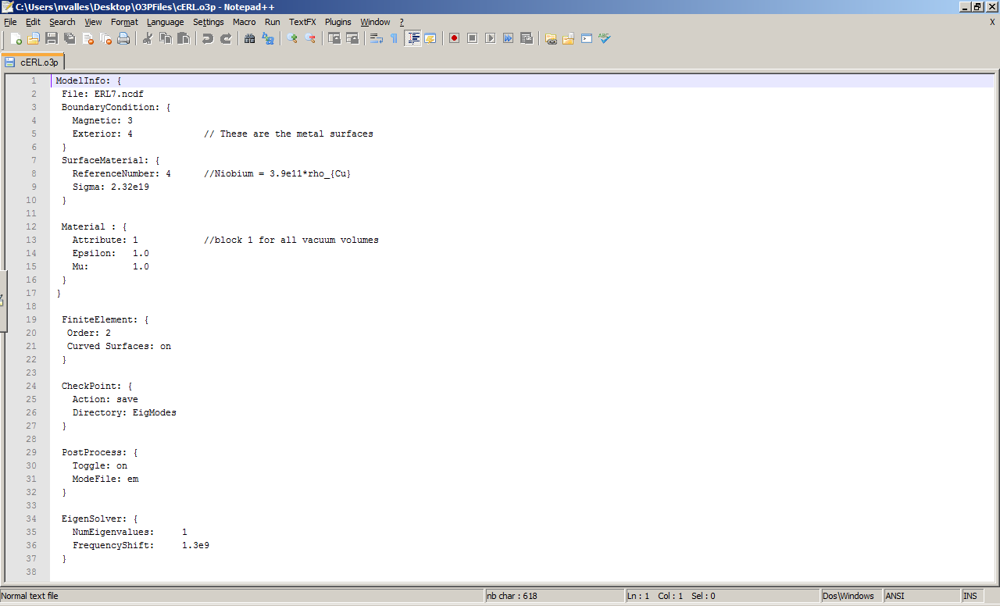 C:\Users\nvalles\Desktop\O3PFiles\cERL.o3p - Notepad++
File Edit Search View Format Language Settings Macro Run TextFX Plugins Window ? X
cERL.o3p
1 ModelInfo: {
2 File: ERL7.ncdf
3 BoundaryCondition: {
4 Magnetic: 3
5 Exterior: 4 // These are the metal surfaces
6 }
7 SurfaceMaterial: {
8 ReferenceNumber: 4 //Niobium = 3.9e11*rho_{Cu}
9 Sigma: 2.32e19
10 }
11
12 Material : {
13 Attribute: 1 //block 1 for all vacuum volumes
14 Epsilon: 1.0
15 Mu: 1.0
16 }
17 }
18
19 FiniteElement: {
20 Order: 2
21 Curved Surfaces: on
22 }
23
24 CheckPoint: {
25 Action: save
26 Directory: EigModes
27 }
28
29 PostProcess: {
30 Toggle: on
31 ModeFile: em
32 }
33
34 EigenSolver: {
35 NumEigenvalues: 1
36 FrequencyShift: 1.3e9
37 }
38
Normal text file nb char : 618 Ln : 1 Col : 1 Sel : 0 Dos\Windows ANSI INS